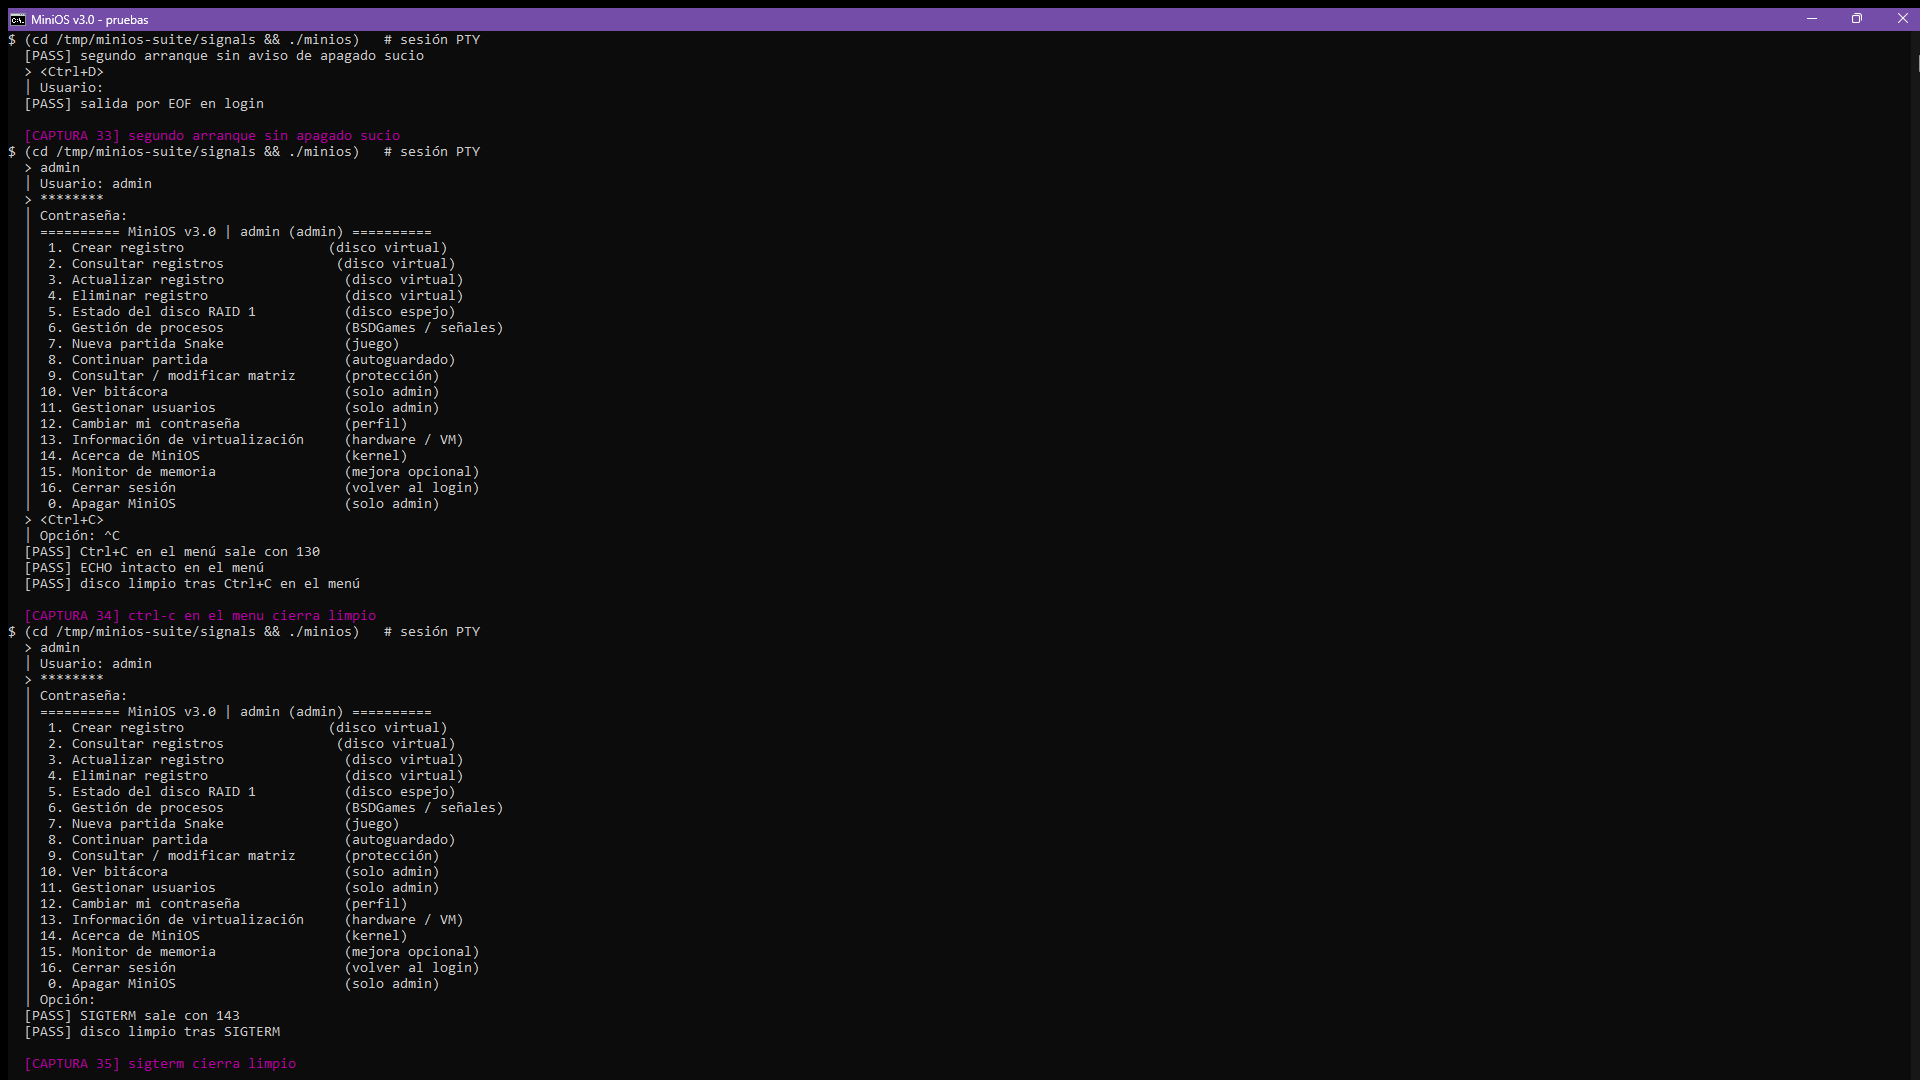 MiniOS v3.0 - pruebas
$ (cd /tmp/minios-suite/signals && ./minios)   # sesión PTY
  [PASS] segundo arranque sin aviso de apagado sucio
  > <Ctrl+D>
  | Usuario:
  [PASS] salida por EOF en login
  [CAPTURA 33] segundo arranque sin apagado sucio
$ (cd /tmp/minios-suite/signals && ./minios)   # sesión PTY
  > admin
  | Usuario: admin
  > ********
  | Contraseña:
  | ========== MiniOS v3.0 | admin (admin) ==========
  |  1. Crear registro                  (disco virtual)
  |  2. Consultar registros              (disco virtual)
  |  3. Actualizar registro               (disco virtual)
  |  4. Eliminar registro                 (disco virtual)
  |  5. Estado del disco RAID 1           (disco espejo)
  |  6. Gestión de procesos               (BSDGames / señales)
  |  7. Nueva partida Snake               (juego)
  |  8. Continuar partida                 (autoguardado)
  |  9. Consultar / modificar matriz      (protección)
  | 10. Ver bitácora                      (solo admin)
  | 11. Gestionar usuarios                (solo admin)
  | 12. Cambiar mi contraseña             (perfil)
  | 13. Información de virtualización     (hardware / VM)
  | 14. Acerca de MiniOS                  (kernel)
  | 15. Monitor de memoria                (mejora opcional)
  | 16. Cerrar sesión                     (volver al login)
  |  0. Apagar MiniOS                     (solo admin)
  > <Ctrl+C>
  | Opción: ^C
  [PASS] Ctrl+C en el menú sale con 130
  [PASS] ECHO intacto en el menú
  [PASS] disco limpio tras Ctrl+C en el menú
  [CAPTURA 34] ctrl-c en el menu cierra limpio
$ (cd /tmp/minios-suite/signals && ./minios)   # sesión PTY
  > admin
  | Usuario: admin
  > ********
  | Contraseña:
  | ========== MiniOS v3.0 | admin (admin) ==========
  |  1. Crear registro                  (disco virtual)
  |  2. Consultar registros              (disco virtual)
  |  3. Actualizar registro               (disco virtual)
  |  4. Eliminar registro                 (disco virtual)
  |  5. Estado del disco RAID 1           (disco espejo)
  |  6. Gestión de procesos               (BSDGames / señales)
  |  7. Nueva partida Snake               (juego)
  |  8. Continuar partida                 (autoguardado)
  |  9. Consultar / modificar matriz      (protección)
  | 10. Ver bitácora                      (solo admin)
  | 11. Gestionar usuarios                (solo admin)
  | 12. Cambiar mi contraseña             (perfil)
  | 13. Información de virtualización     (hardware / VM)
  | 14. Acerca de MiniOS                  (kernel)
  | 15. Monitor de memoria                (mejora opcional)
  | 16. Cerrar sesión                     (volver al login)
  |  0. Apagar MiniOS                     (solo admin)
  | Opción:
  [PASS] SIGTERM sale con 143
  [PASS] disco limpio tras SIGTERM
  [CAPTURA 35] sigterm cierra limpio